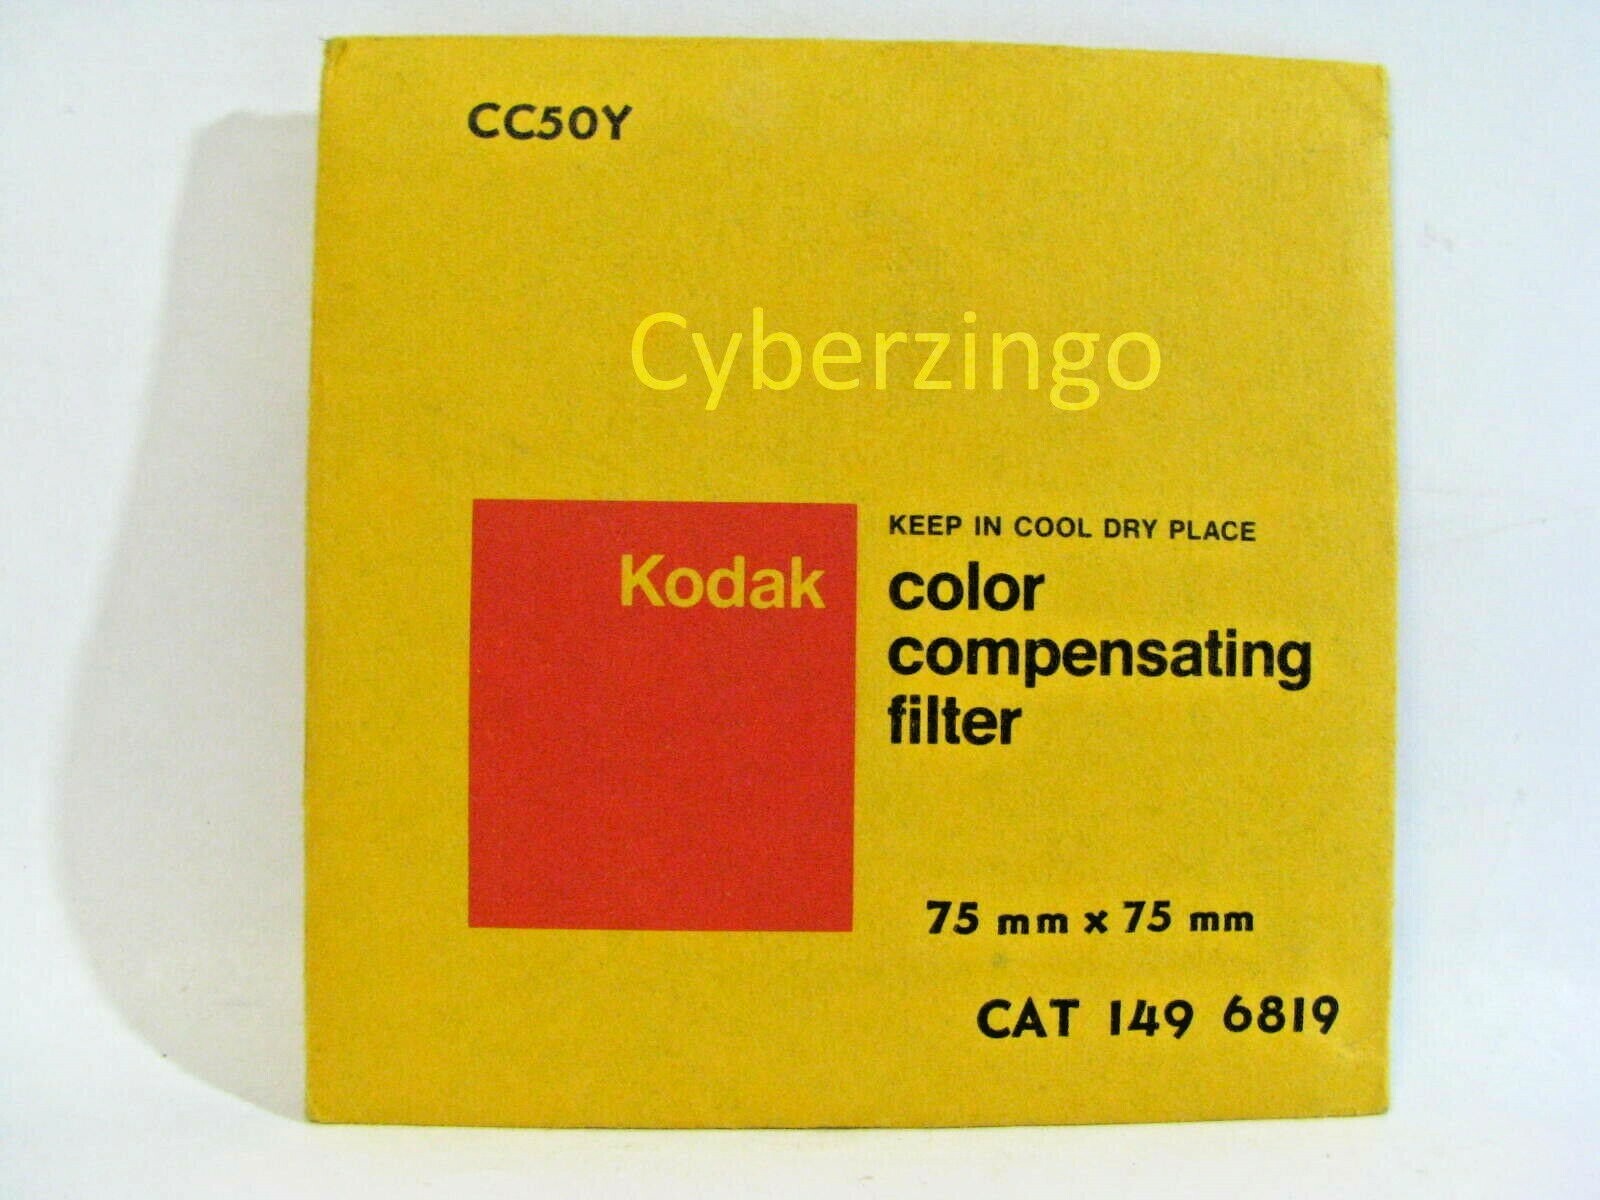 CC50Y
Cyberzingo
Kodak
KEEP IN COOL DRY PLACE
color
compensating
filter
75 mm x 75 mm
CAT 149 6819